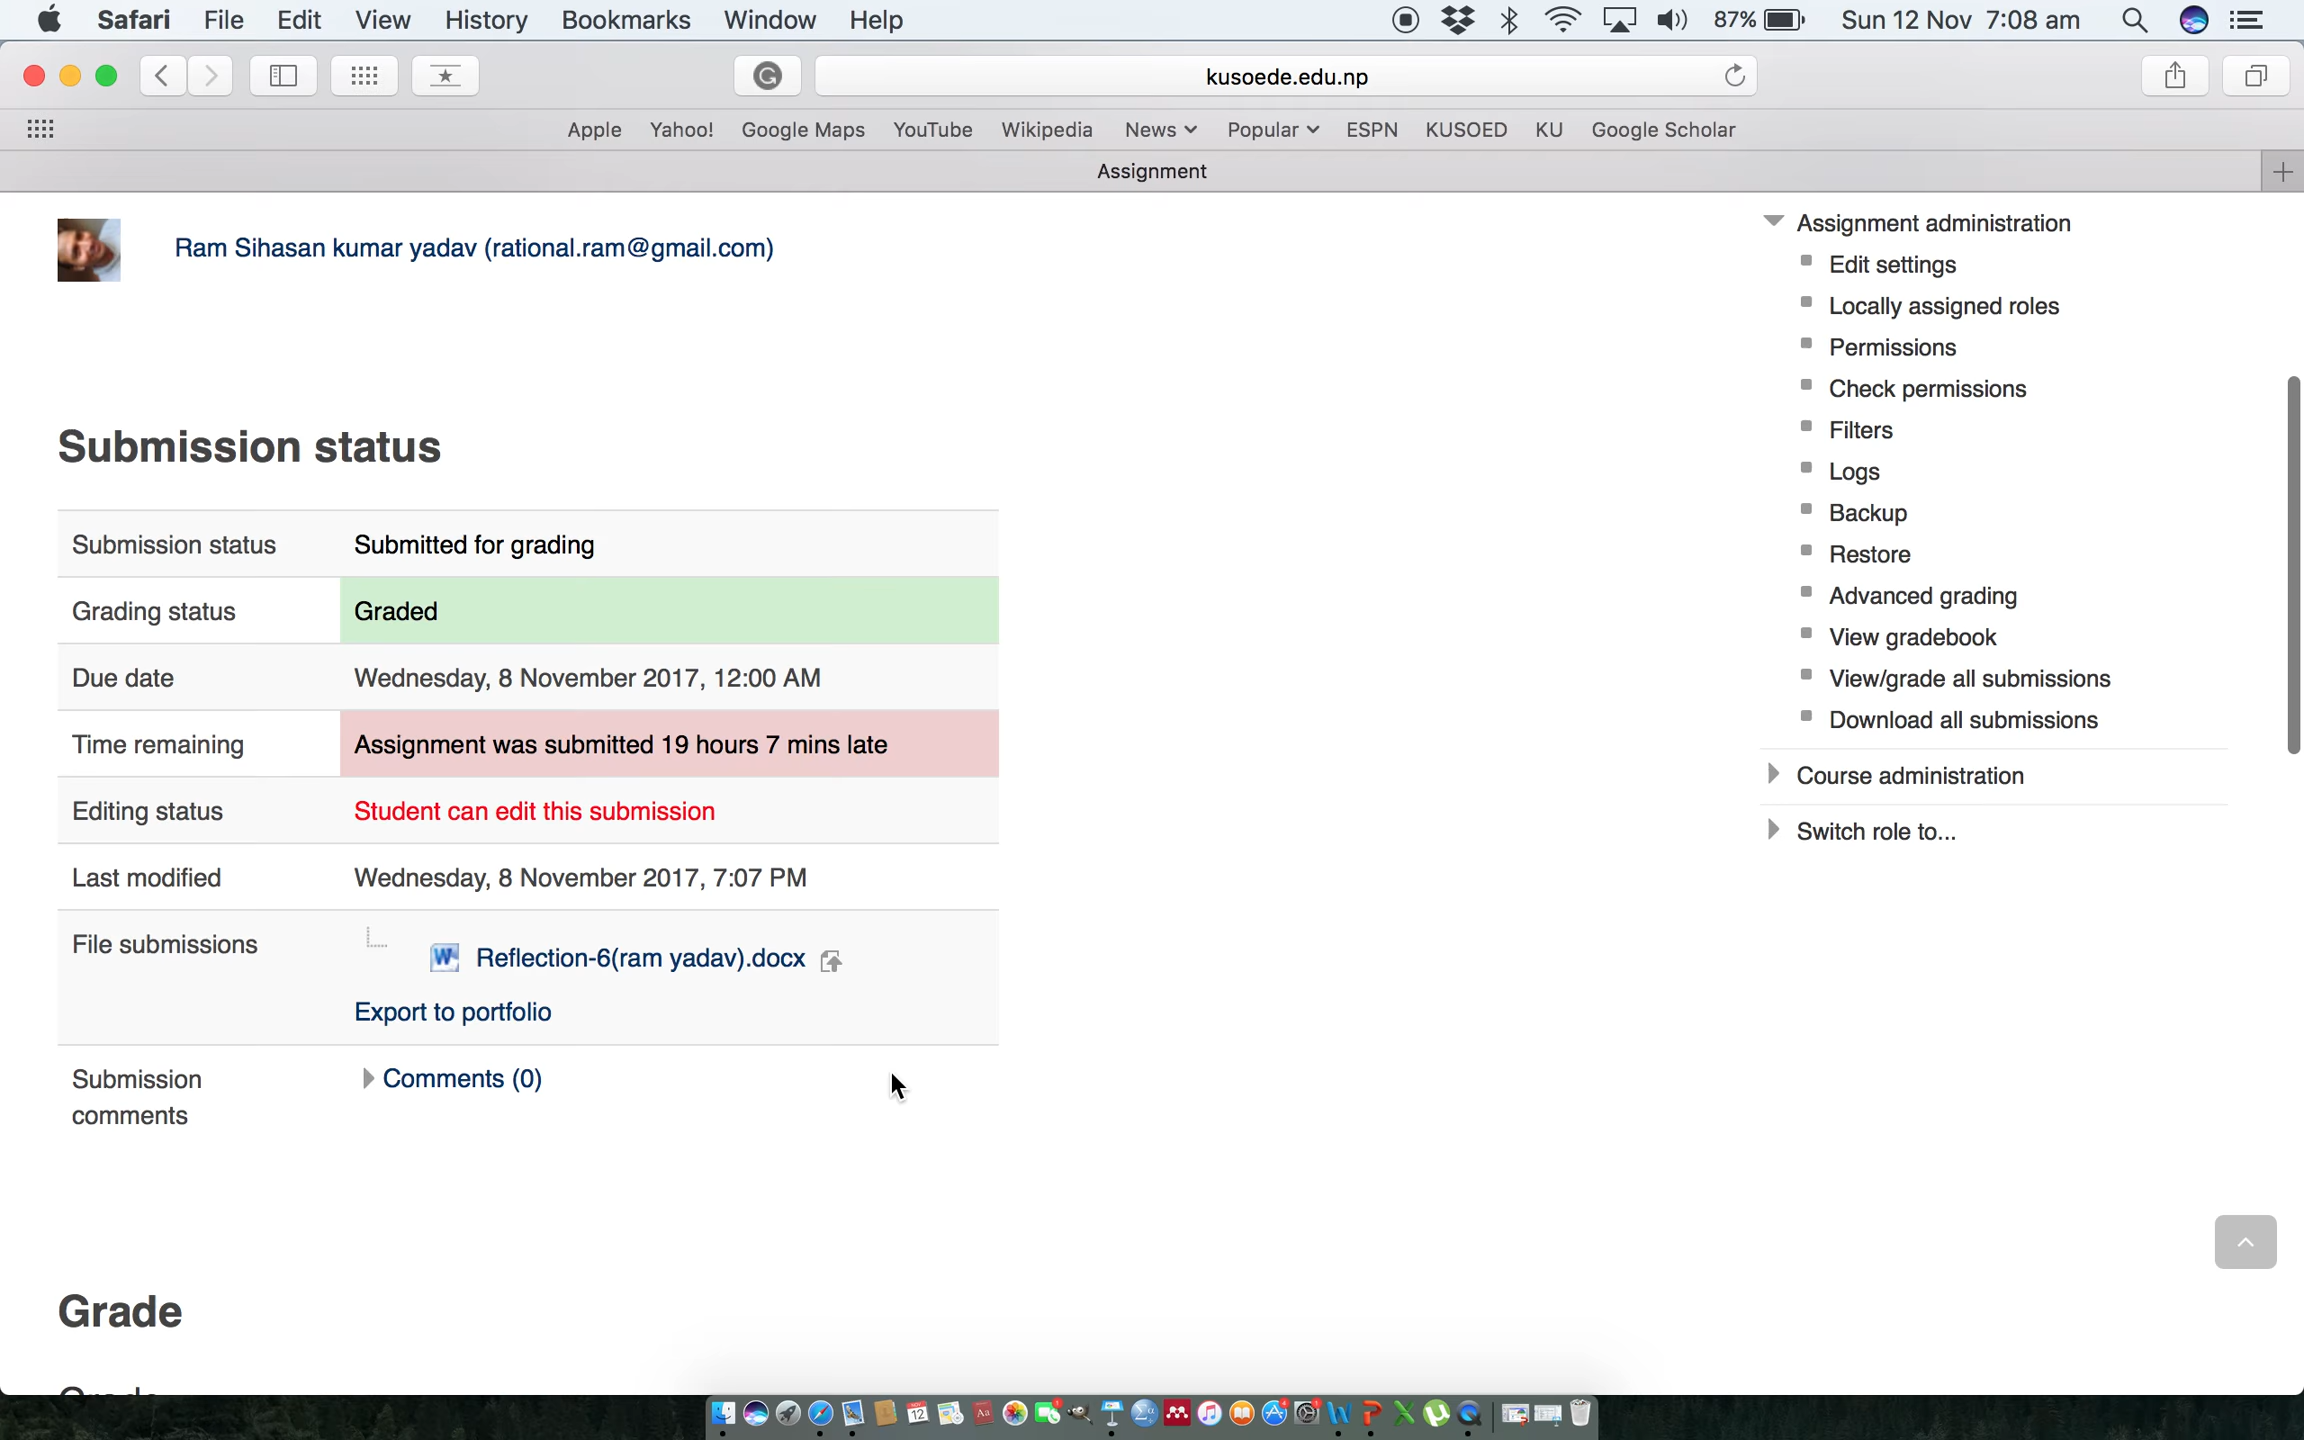 Safari File Edit View History Bookmarks Window Help 87% Sun 12 Nov 7:08 am
kusoede.edu.np
Apple Yahoo! Google Maps YouTube Wikipedia News Popular ESPN KUSOED KU Google Scholar
Assignment
Ram Sihasan kumar yadav (rational.ram@gmail.com)
Submission status
Submission status Submitted for grading
Grading status Graded
Due date Wednesday, 8 November 2017, 12:00 AM
Time remaining Assignment was submitted 19 hours 7 mins late
Editing status Student can edit this submission
Last modified Wednesday, 8 November 2017, 7:07 PM
File submissions Reflection-6(ram yadav).docx
Export to portfolio
Submission comments Comments (0)
Grade
Assignment administration
Edit settings
Locally assigned roles
Permissions
Check permissions
Filters
Logs
Backup
Restore
Advanced grading
View gradebook
View/grade all submissions
Download all submissions
Course administration
Switch role to...